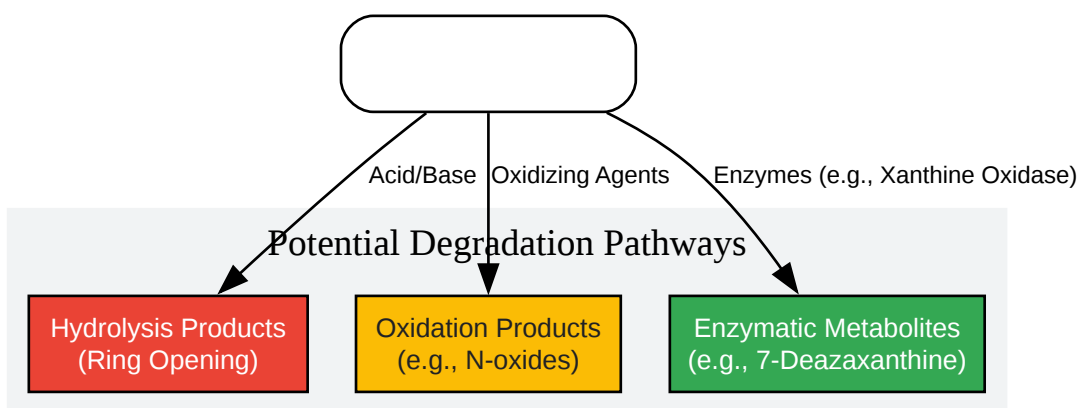 Acid/Base
Oxidizing Agents
Enzymes (e.g., Xanthine Oxidase)
Potential Degradation Pathways
Hydrolysis Products
(Ring Opening)
Oxidation Products
(e.g., N-oxides)
Enzymatic Metabolites
(e.g., 7-Deazaxanthine)